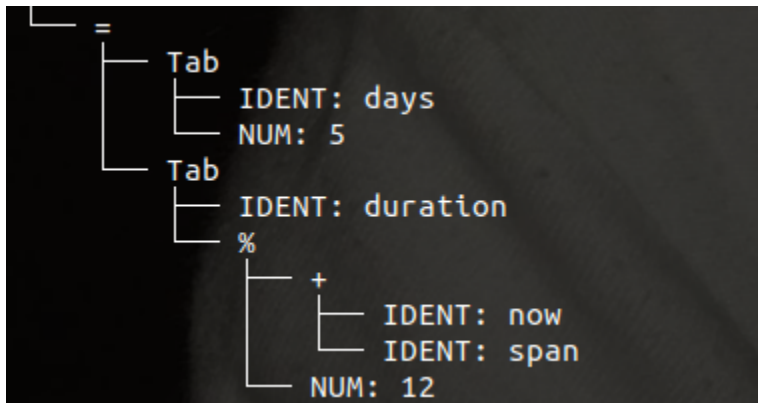 =
Tab
IDENT: days
NUM: 5
Tab
IDENT: duration
%
+
IDENT: now
IDENT: span
NUM: 12